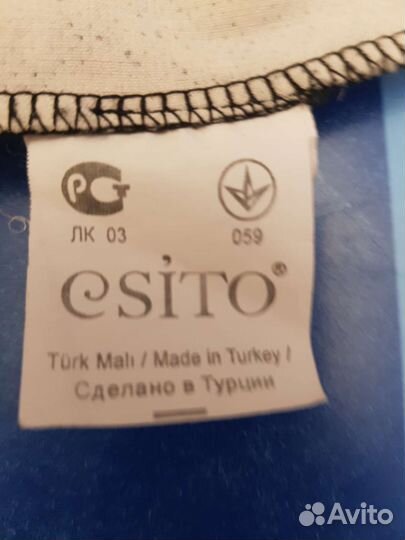 РСТ
ЛК 03 059
eSiTO®
Türk Malı / Made in Turkey /
Сделано в Турции
Avito